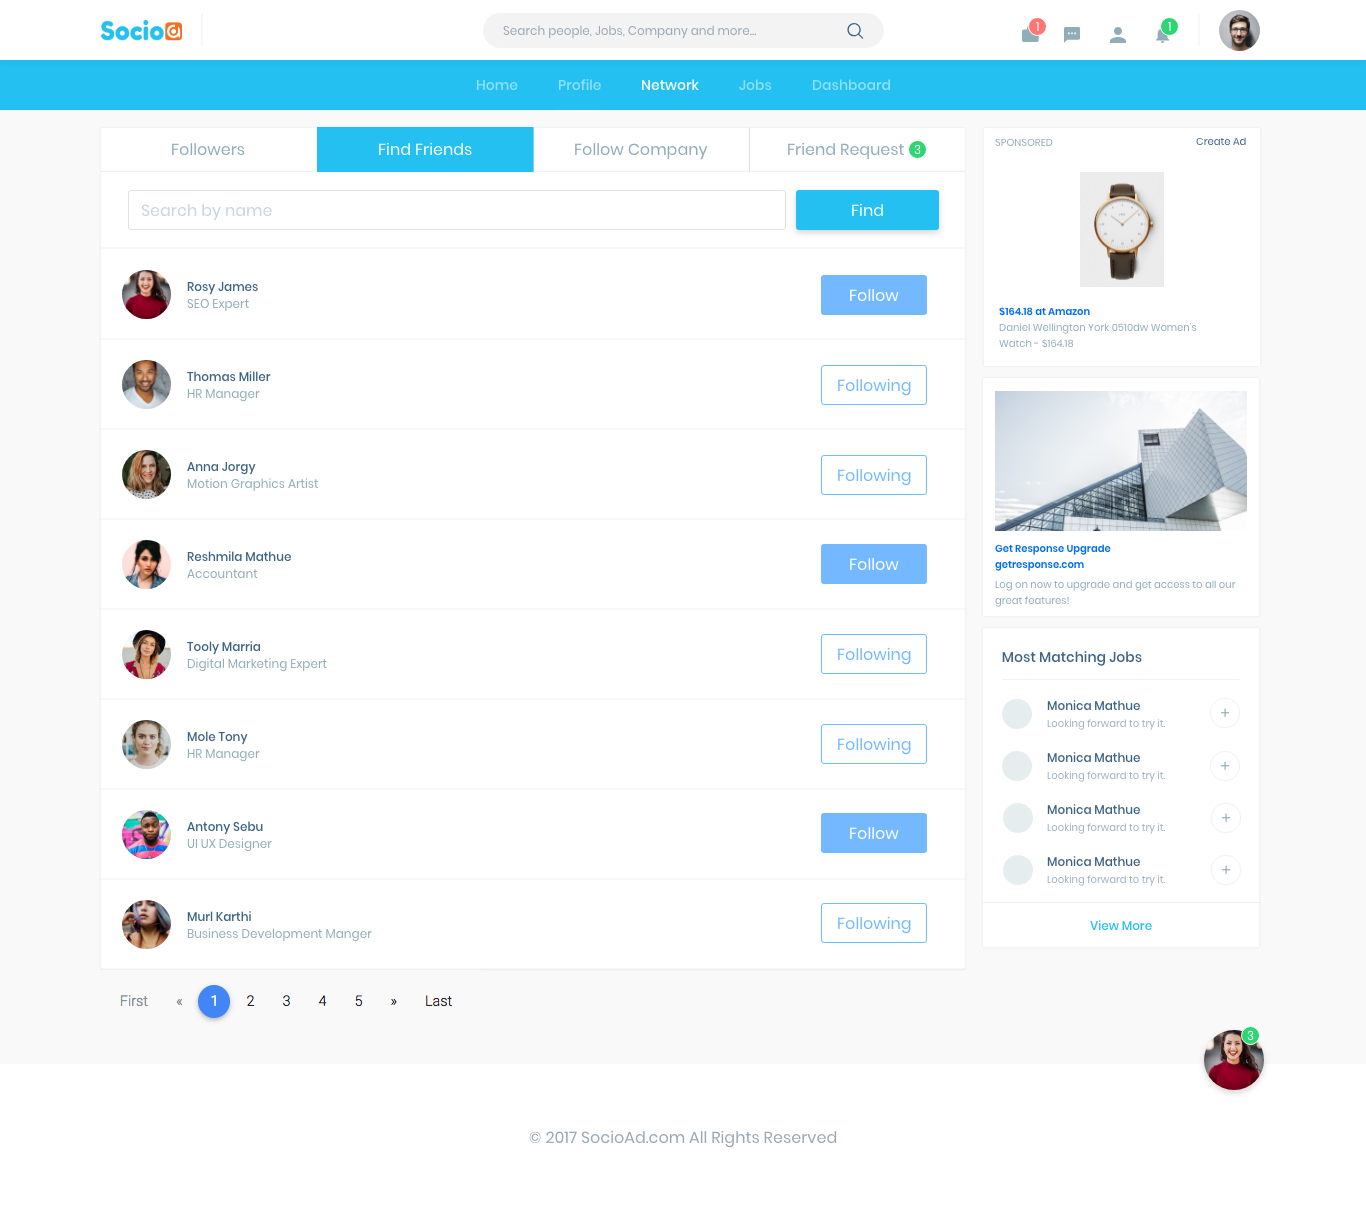 Socio a
Search people, Jobs, Company and more...
1
1
Home Profile Network Jobs Dashboard
Followers Find Friends Follow Company Friend Request 3
Search by name Find
Rosy James
SEO Expert
Follow
Thomas Miller
HR Manager
Following
Anna Jorgy
Motion Graphics Artist
Following
Reshmila Mathue
Accountant
Follow
Tooly Marria
Digital Marketing Expert
Following
Mole Tony
HR Manager
Following
Antony Sebu
UI UX Designer
Follow
Murl Karthi
Business Development Manger
Following
First « 1 2 3 4 5 » Last
SPONSORED Create Ad
$164.18 at Amazon
Daniel Wellington York 0510dw Women's
Watch - $164.18
Get Response Upgrade
getresponse.com
Log on now to upgrade and get access to all our
great features!
Most Matching Jobs
Monica Mathue
Looking forward to try it.
+
Monica Mathue
Looking forward to try it.
+
Monica Mathue
Looking forward to try it.
+
Monica Mathue
Looking forward to try it.
+
View More
3
© 2017 SocioAd.com All Rights Reserved